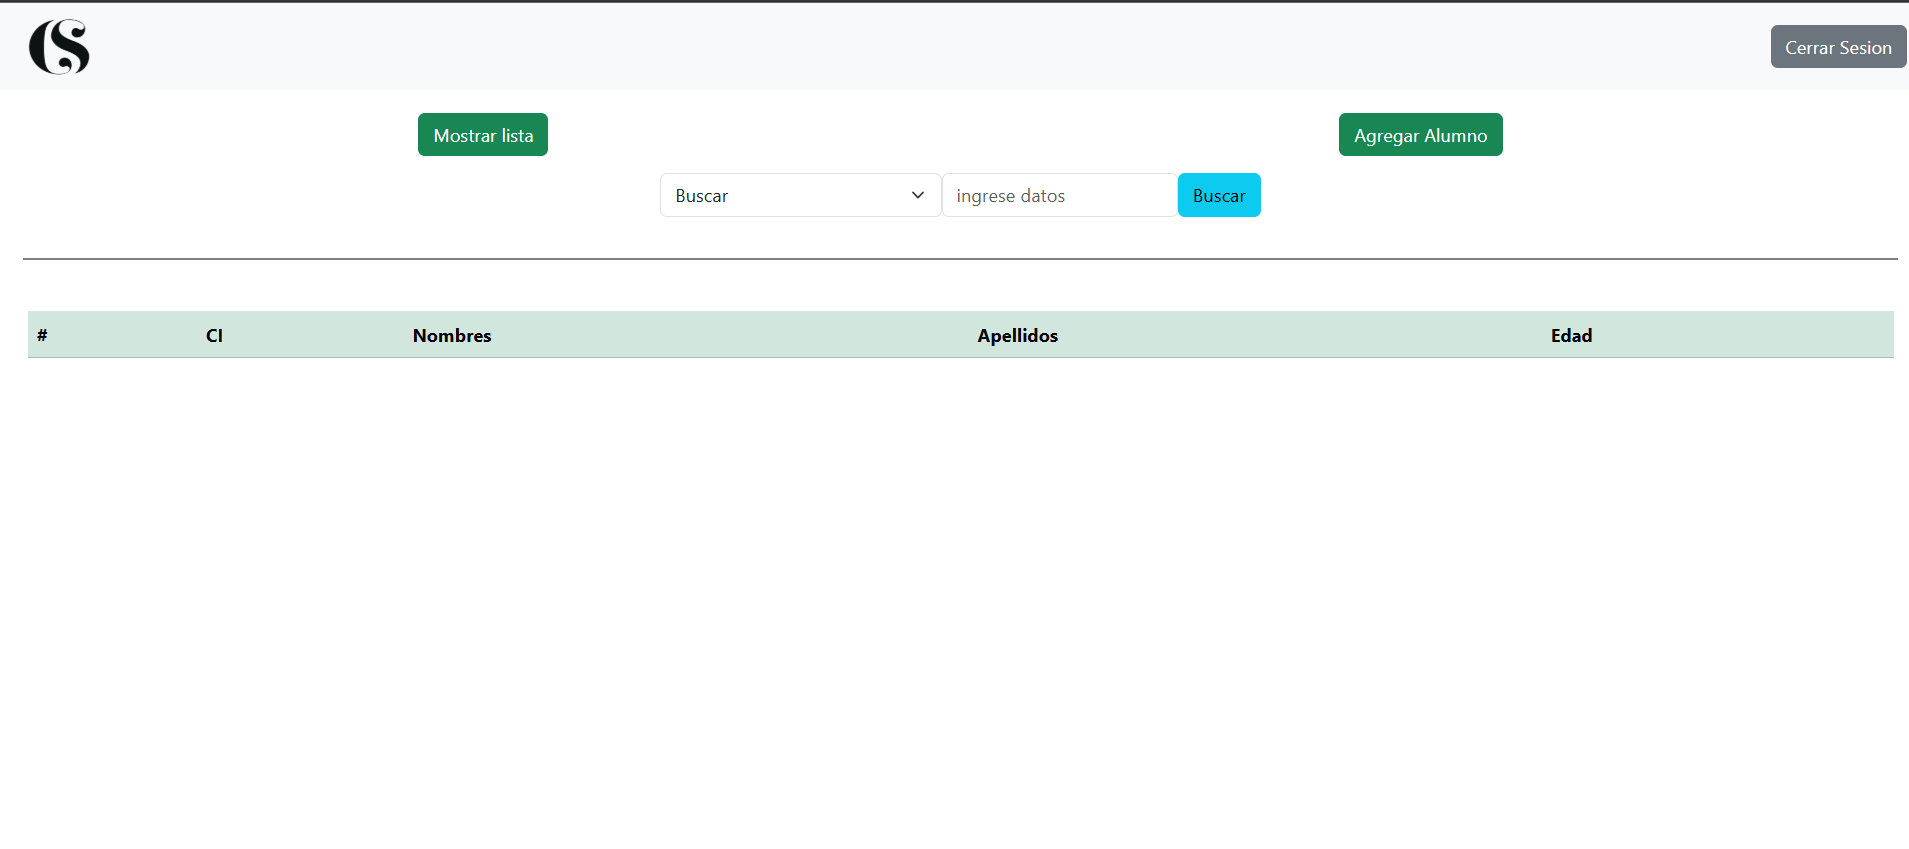 CS
Cerrar Sesion
Mostrar lista
Agregar Alumno
Buscar
ingrese datos
Buscar
# CI Nombres Apellidos Edad